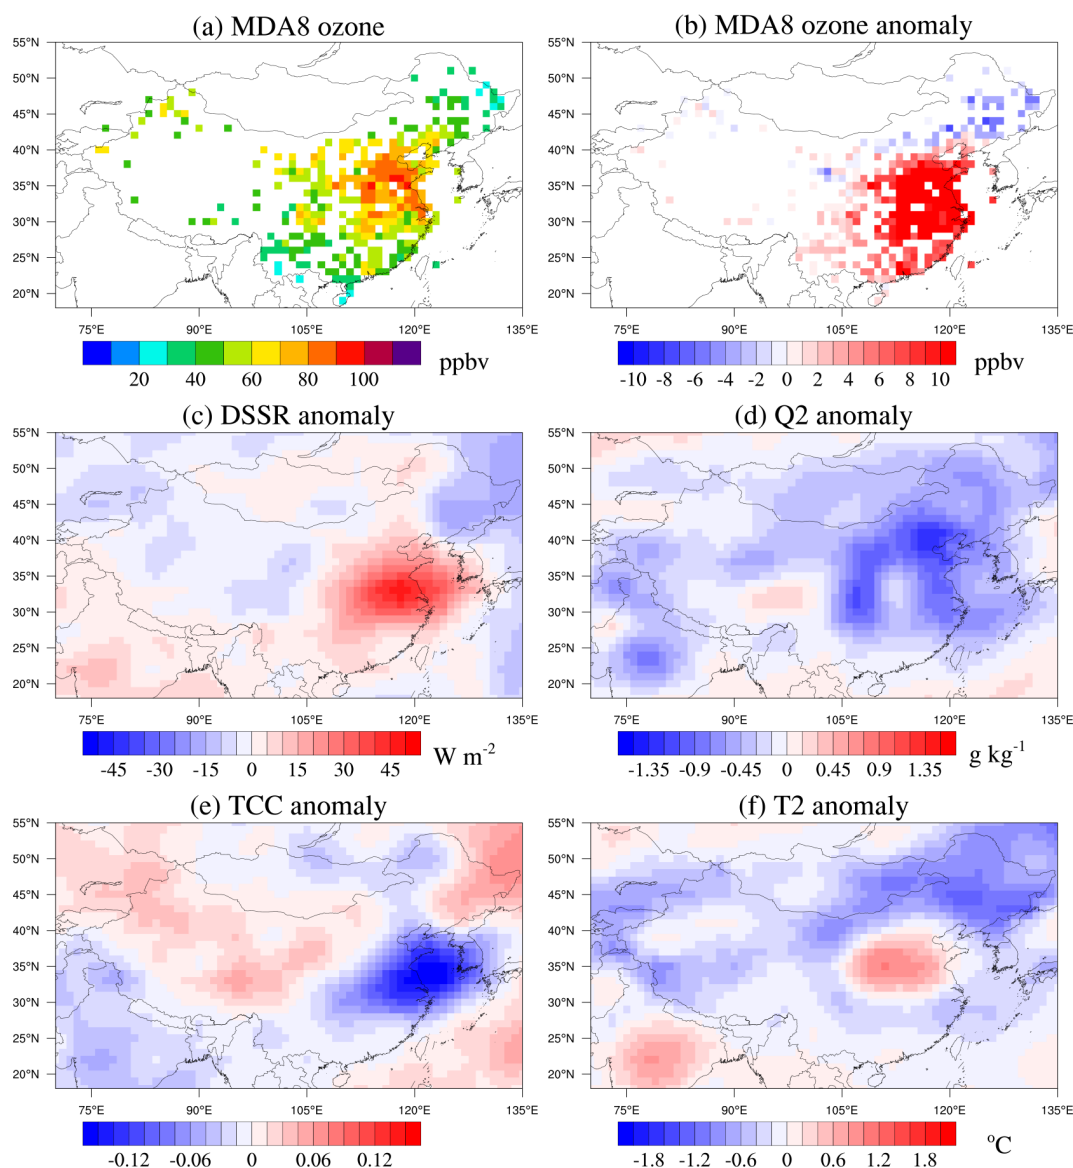 (a) MDA8 ozone
55°N
50°N
45°N
40°N
35°N
30°N
25°N
20°N
75°E 90°E 105°E 120°E 135°E
20 40 60 80 100 ppbv
(b) MDA8 ozone anomaly
55°N
50°N
45°N
40°N
35°N
30°N
25°N
20°N
75°E 90°E 105°E 120°E 135°E
-10 -8 -6 -4 -2 0 2 4 6 8 10 ppbv
(c) DSSR anomaly
55°N
50°N
45°N
40°N
35°N
30°N
25°N
20°N
75°E 90°E 105°E 120°E 135°E
-45 -30 -15 0 15 30 45 W m⁻²
(d) Q2 anomaly
55°N
50°N
45°N
40°N
35°N
30°N
25°N
20°N
75°E 90°E 105°E 120°E 135°E
-1.35 -0.9 -0.45 0 0.45 0.9 1.35 g kg⁻¹
(e) TCC anomaly
55°N
50°N
45°N
40°N
35°N
30°N
25°N
20°N
75°E 90°E 105°E 120°E 135°E
-0.12 -0.06 0 0.06 0.12
(f) T2 anomaly
55°N
50°N
45°N
40°N
35°N
30°N
25°N
20°N
75°E 90°E 105°E 120°E 135°E
-1.8 -1.2 -0.6 0 0.6 1.2 1.8 °C